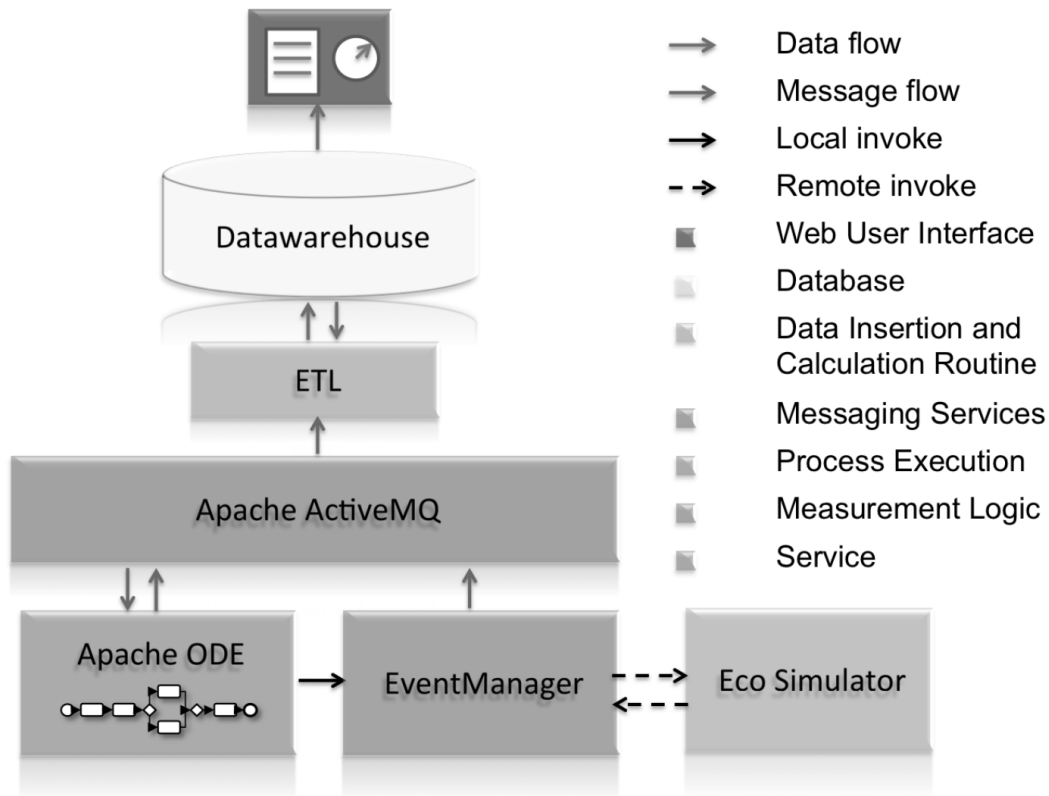 Data flow
Message flow
Local invoke
Remote invoke
Web User Interface
Database
Data Insertion and
Calculation Routine
Messaging Services
Process Execution
Measurement Logic
Service
Datawarehouse
ETL
Apache ActiveMQ
Apache ODE
EventManager
Eco Simulator